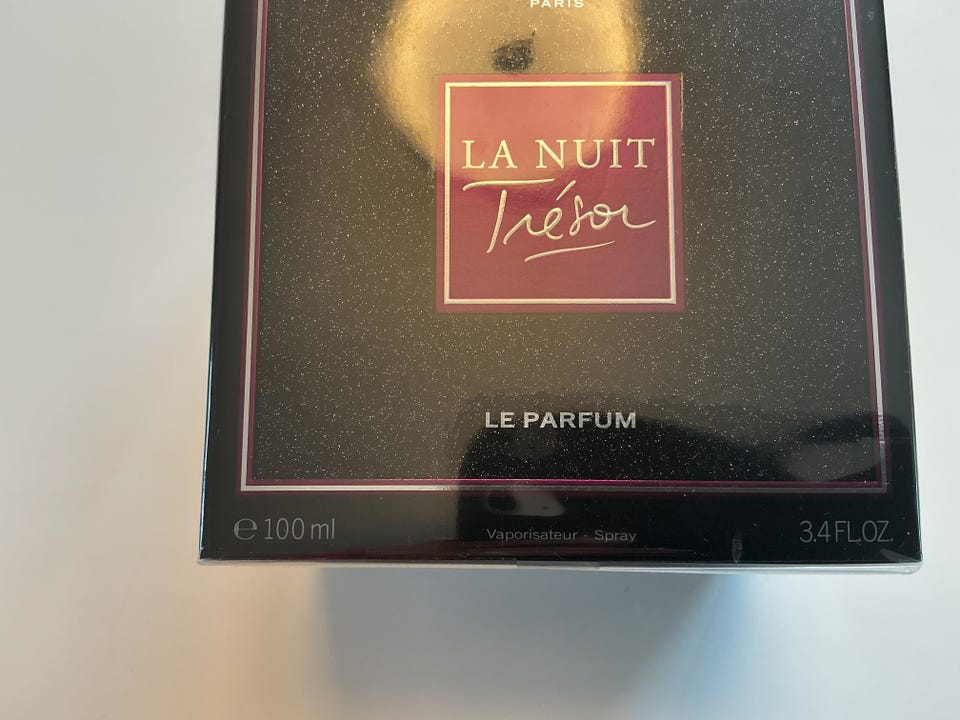 PARIS
LA NUIT
Trésor
LE PARFUM
℮ 100 ml
Vaporisateur - Spray
3.4 FL.OZ.